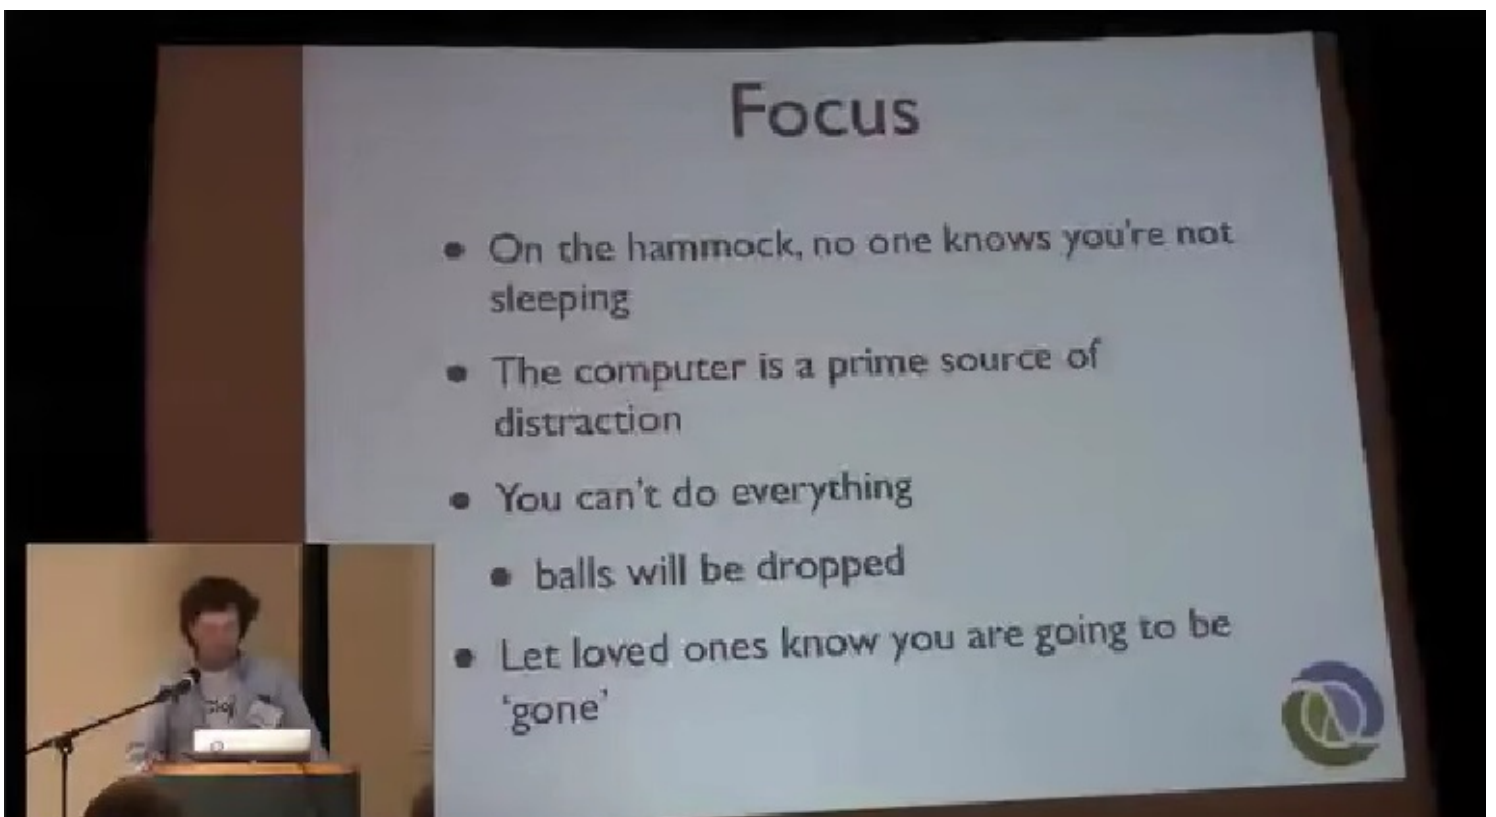 Focus
• On the hammock, no one knows you're not
sleeping
• The computer is a prime source of
distraction
• You can't do everything
• balls will be dropped
• Let loved ones know you are going to be
'gone'
Cloj